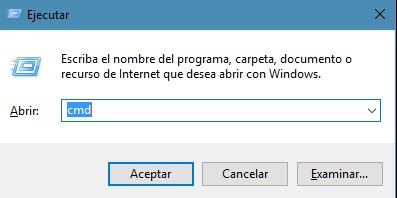 Ejecutar
Escriba el nombre del programa, carpeta, documento o
recurso de Internet que desea abrir con Windows.
Abrir: cmd
Aceptar Cancelar Examinar...